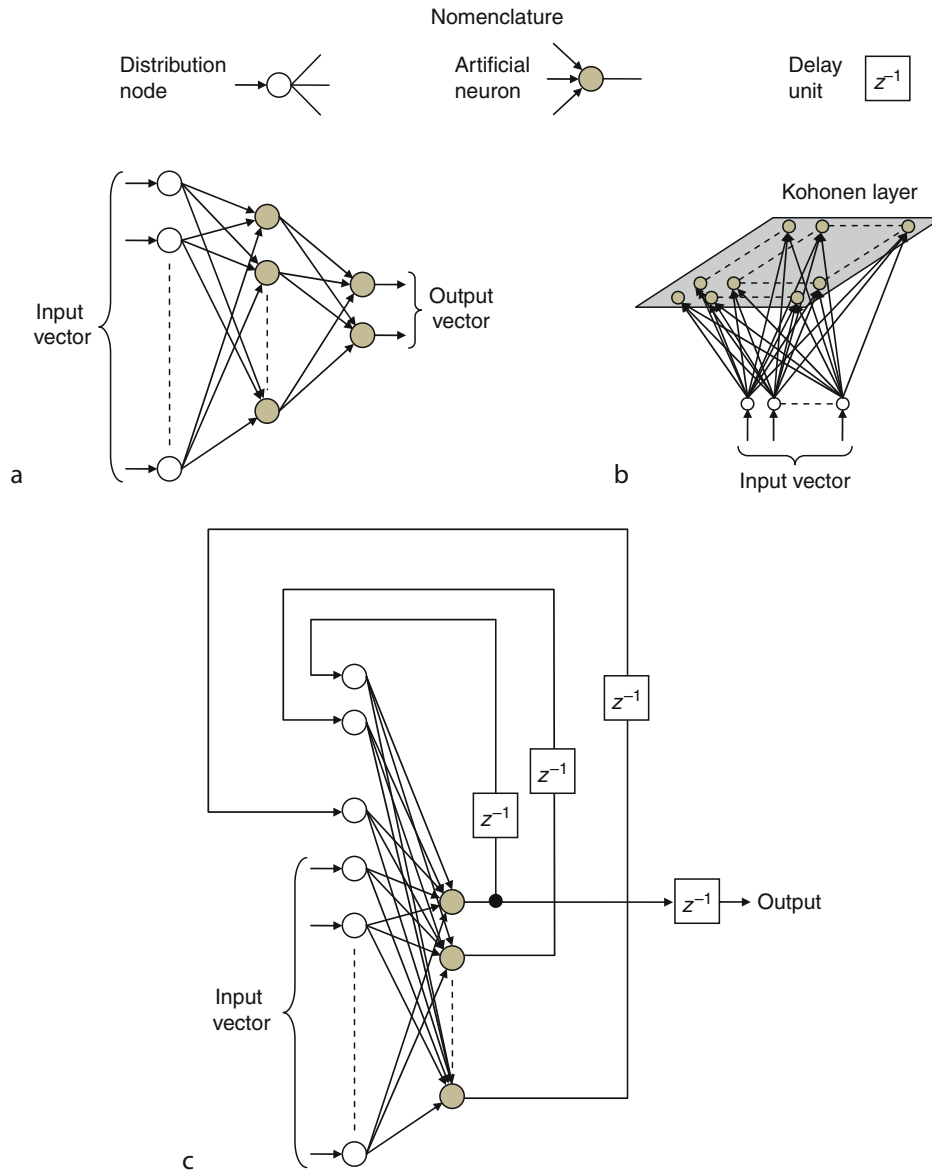 Nomenclature
Distribution
node
Artificial
neuron
Delay
unit
z⁻¹
Input
vector
Output
vector
a
Kohonen layer
Input vector
b
z⁻¹
z⁻¹
z⁻¹
z⁻¹
Output
Input
vector
c